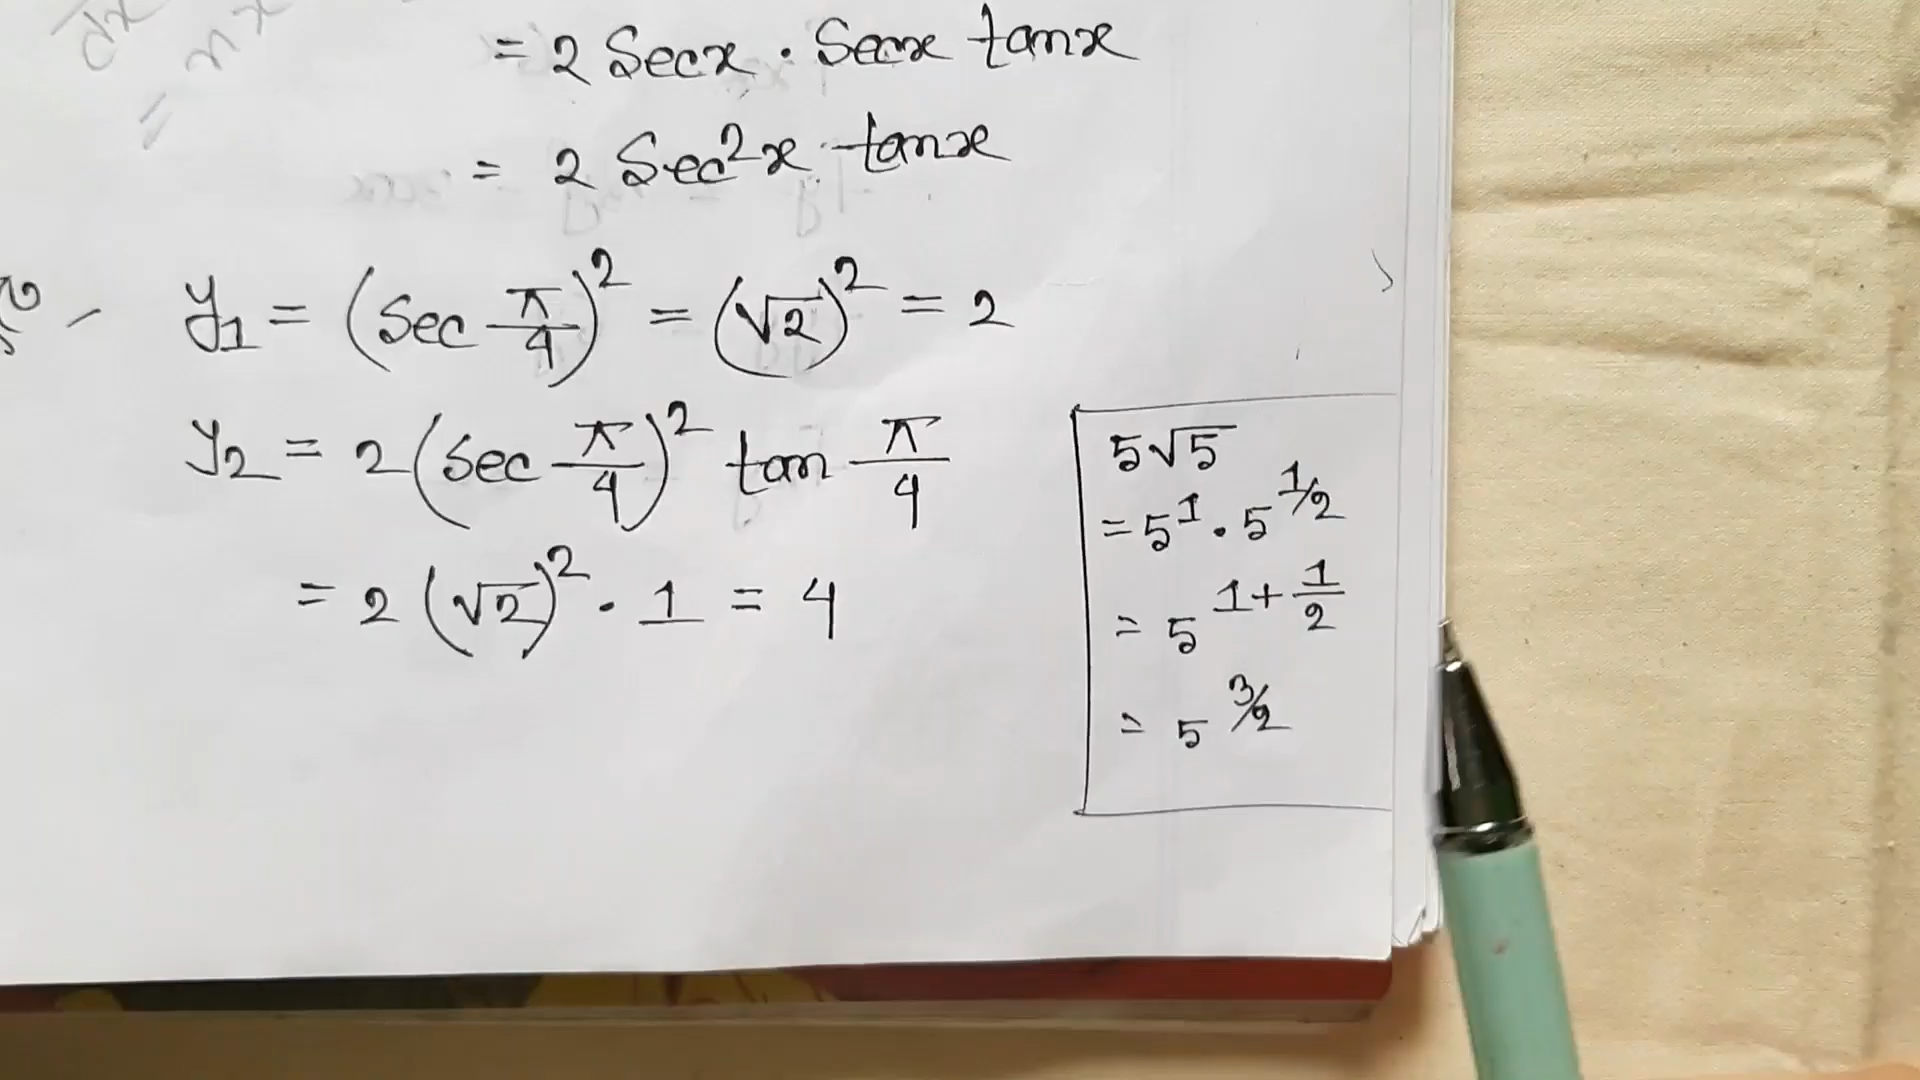 = 2 Secx . Secx tanx
= 2 Sec²x . tanx
y₁ = (Sec π/4)² = (√2)² = 2
y₂ = 2 (Sec π/4)² tan π/4
= 2 (√2)² . 1 = 4
5√5
= 5¹ . 5^1/2
= 5^1+1/2
= 5^3/2